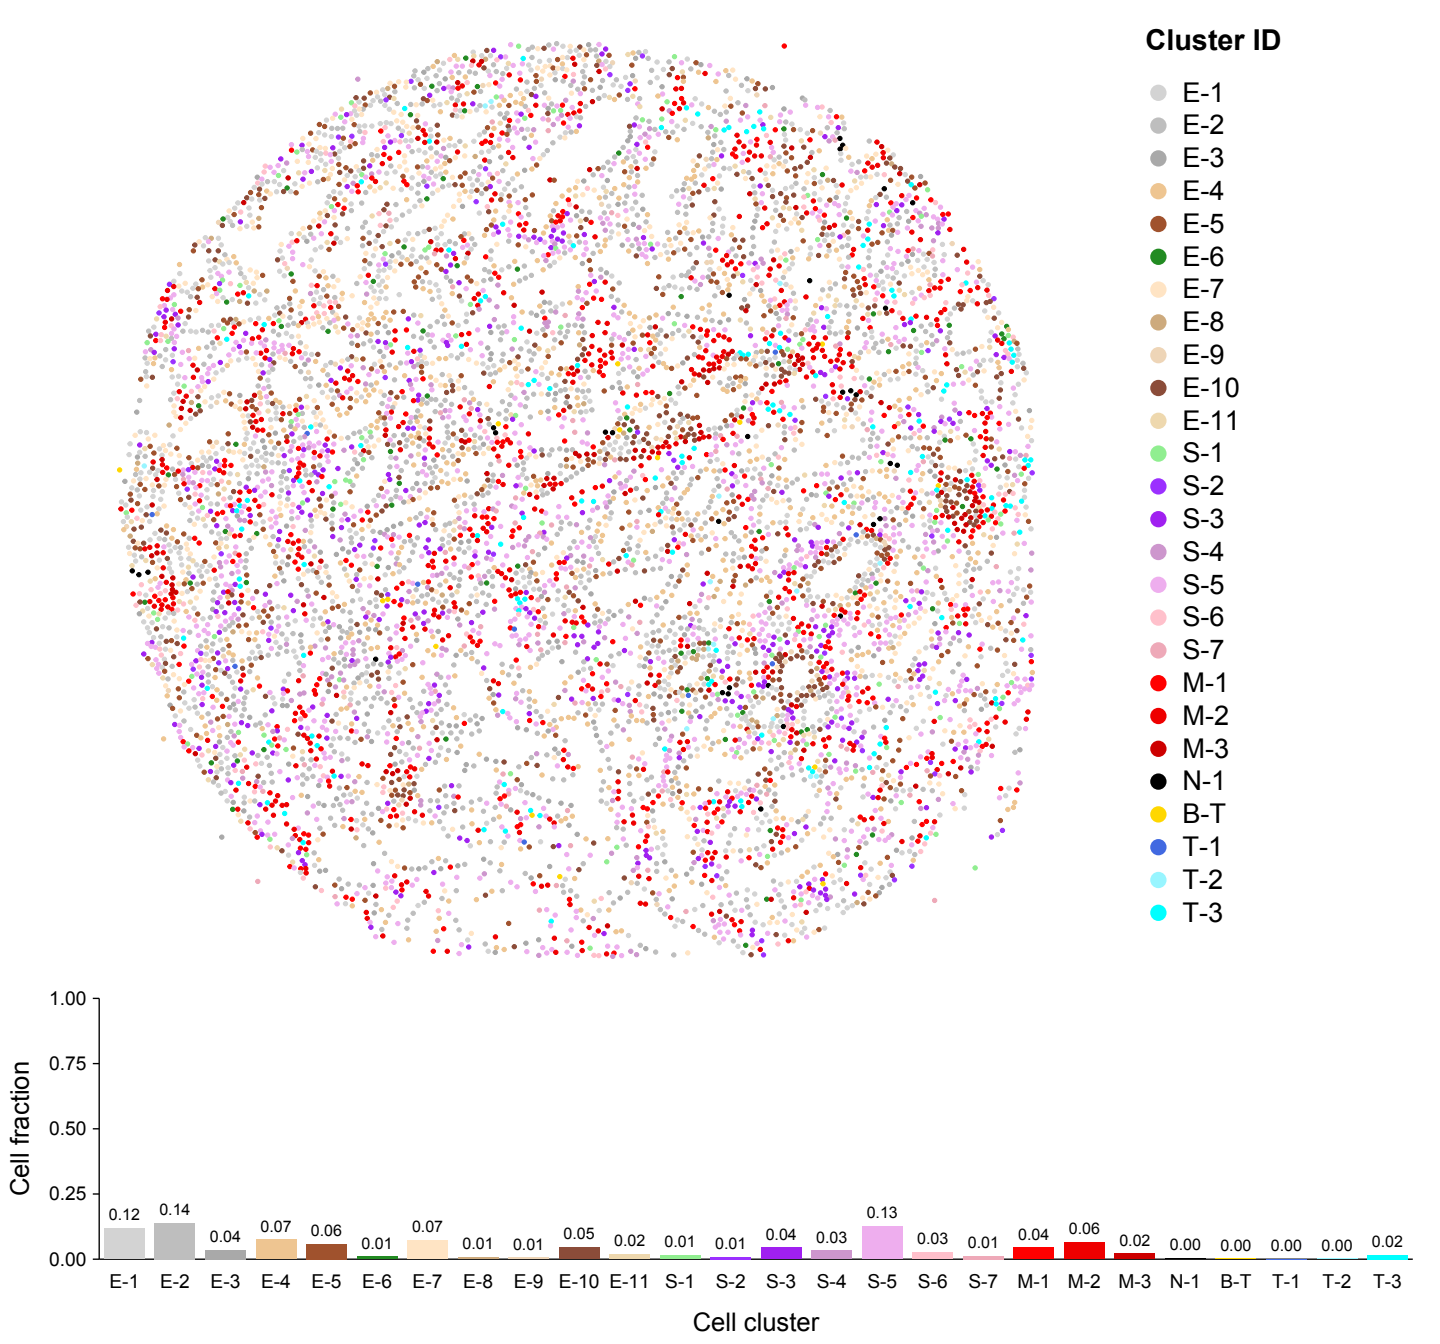 Cluster ID
E-1
E-2
E-3
E-4
E-5
E-6
E-7
E-8
E-9
E-10
E-11
S-1
S-2
S-3
S-4
S-5
S-6
S-7
M-1
M-2
M-3
N-1
B-T
T-1
T-2
T-3
1.00
0.75
0.50
0.25
0.00
Cell fraction
0.12 0.14 0.04 0.07 0.06 0.01 0.07 0.01 0.01 0.05 0.02 0.01 0.01 0.04 0.03 0.13 0.03 0.01 0.04 0.06 0.02 0.00 0.00 0.00 0.00 0.02
E-1 E-2 E-3 E-4 E-5 E-6 E-7 E-8 E-9 E-10 E-11 S-1 S-2 S-3 S-4 S-5 S-6 S-7 M-1 M-2 M-3 N-1 B-T T-1 T-2 T-3
Cell cluster